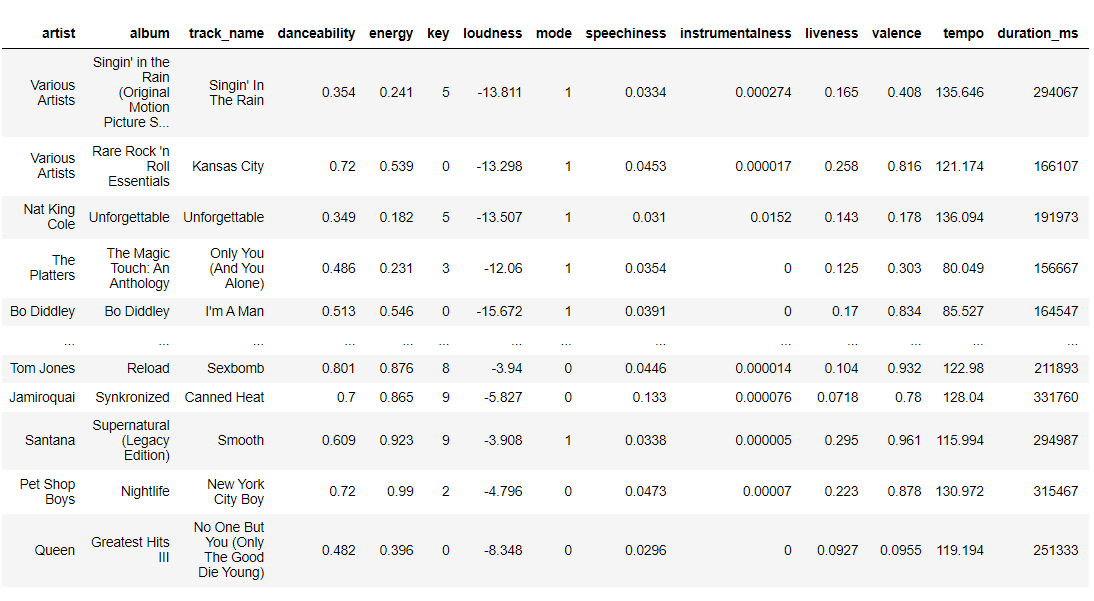 artist album track_name danceability energy key loudness mode speechiness instrumentalness liveness valence tempo duration_ms
Various Artists Singin' in the Rain (Original Motion Picture S... Singin' In The Rain 0.354 0.241 5 -13.811 1 0.0334 0.000274 0.165 0.408 135.646 294067
Various Artists Rare Rock 'n Roll Essentials Kansas City 0.72 0.539 0 -13.298 1 0.0453 0.000017 0.258 0.816 121.174 166107
Nat King Cole Unforgettable Unforgettable 0.349 0.182 5 -13.507 1 0.031 0.0152 0.143 0.178 136.094 191973
The Platters The Magic Touch: An Anthology Only You (And You Alone) 0.486 0.231 3 -12.06 1 0.0354 0 0.125 0.303 80.049 156667
Bo Diddley Bo Diddley I'm A Man 0.513 0.546 0 -15.672 1 0.0391 0 0.17 0.834 85.527 164547
... ... ... ... ... ... ... ... ... ... ... ... ... ...
Tom Jones Reload Sexbomb 0.801 0.876 8 -3.94 0 0.0446 0.000014 0.104 0.932 122.98 211893
Jamiroquai Synkronized Canned Heat 0.7 0.865 9 -5.827 0 0.133 0.000076 0.0718 0.78 128.04 331760
Santana Supernatural (Legacy Edition) Smooth 0.609 0.923 9 -3.908 1 0.0338 0.000005 0.295 0.961 115.994 294987
Pet Shop Boys Nightlife New York City Boy 0.72 0.99 2 -4.796 0 0.0473 0.00007 0.223 0.878 130.972 315467
Queen Greatest Hits III No One But You (Only The Good Die Young) 0.482 0.396 0 -8.348 0 0.0296 0 0.0927 0.0955 119.194 251333